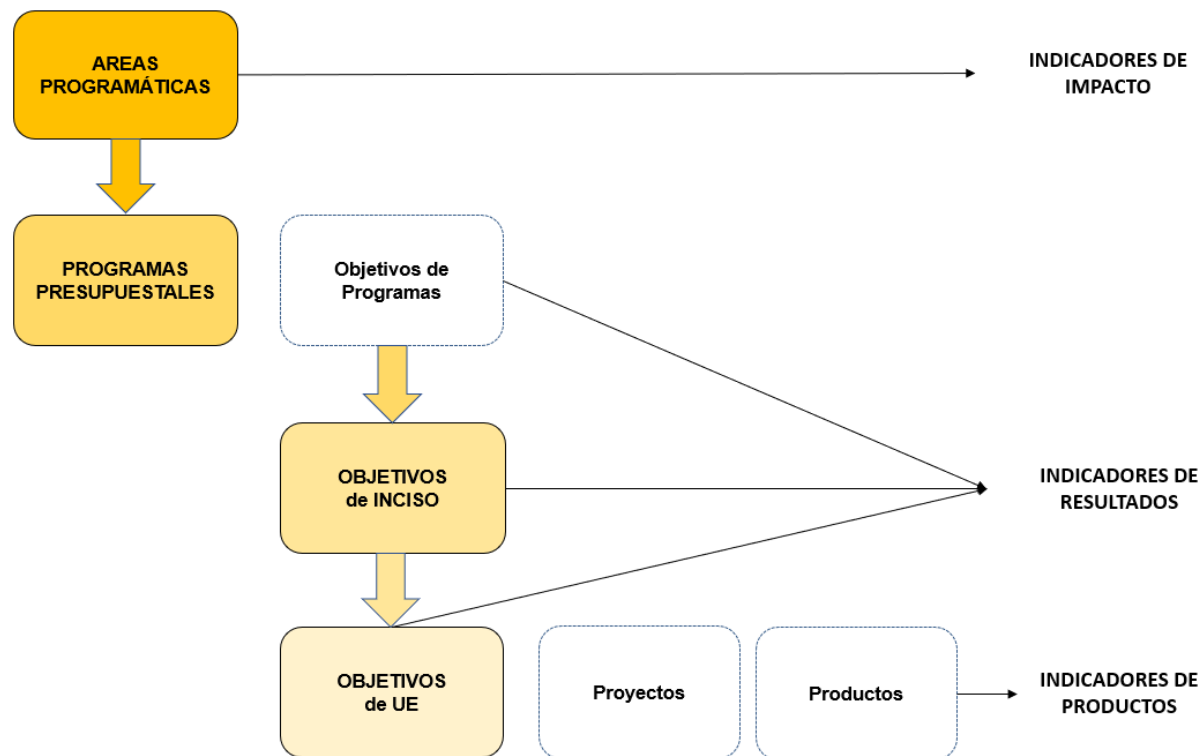 AREAS
PROGRAMÁTICAS
INDICADORES DE
IMPACTO
PROGRAMAS
PRESUPUESTALES
Objetivos de
Programas
OBJETIVOS
de INCISO
INDICADORES DE
RESULTADOS
OBJETIVOS
de UE
Proyectos
Productos
INDICADORES DE
PRODUCTOS